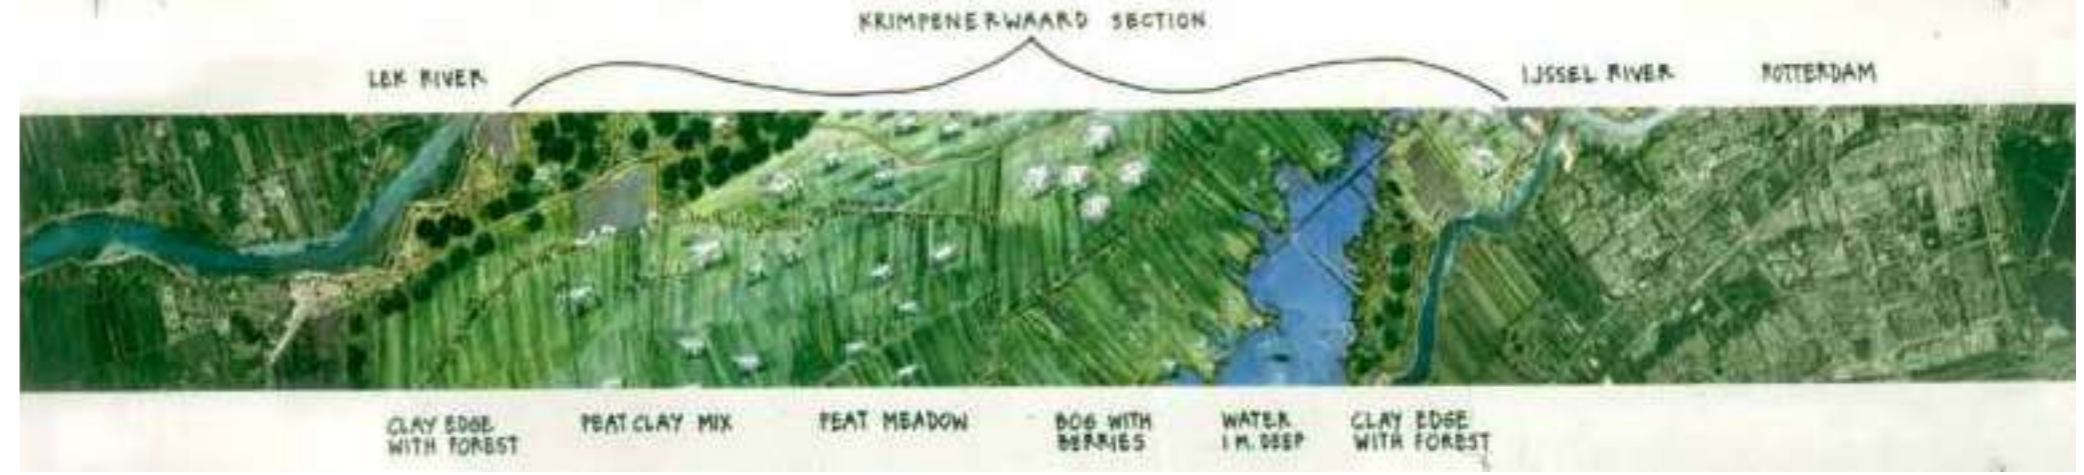 KRIMPENERWAARD SECTION
LEK RIVER
IJSSEL RIVER
ROTTERDAM
CLAY EDGE
WITH FOREST
PEAT CLAY MIX
PEAT MEADOW
BOG WITH
BERRIES
WATER
1 M. DEEP
CLAY EDGE
WITH FOREST